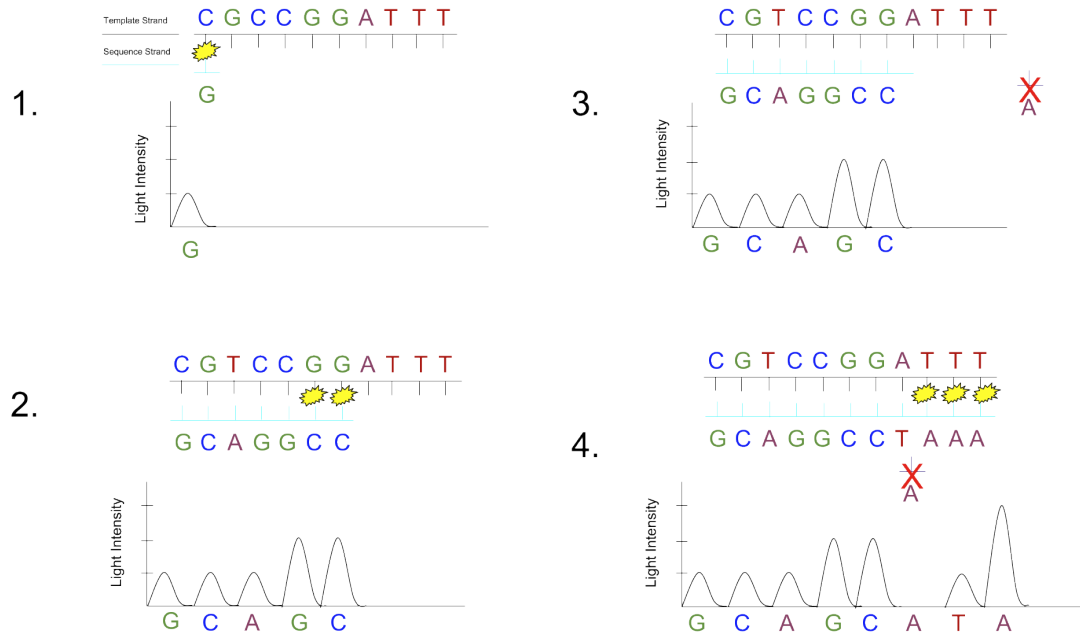 1.
Template Strand C G C C G G A T T T
Sequence Strand
G
Light Intensity
G
2.
C G T C C G G A T T T
G C A G G C C
Light Intensity
G C A G C
3.
C G T C C G G A T T T
G C A G G C C
X
A
Light Intensity
G C A G C
4.
C G T C C G G A T T T
G C A G G C C T A A A
X
A
Light Intensity
G C A G C A T A